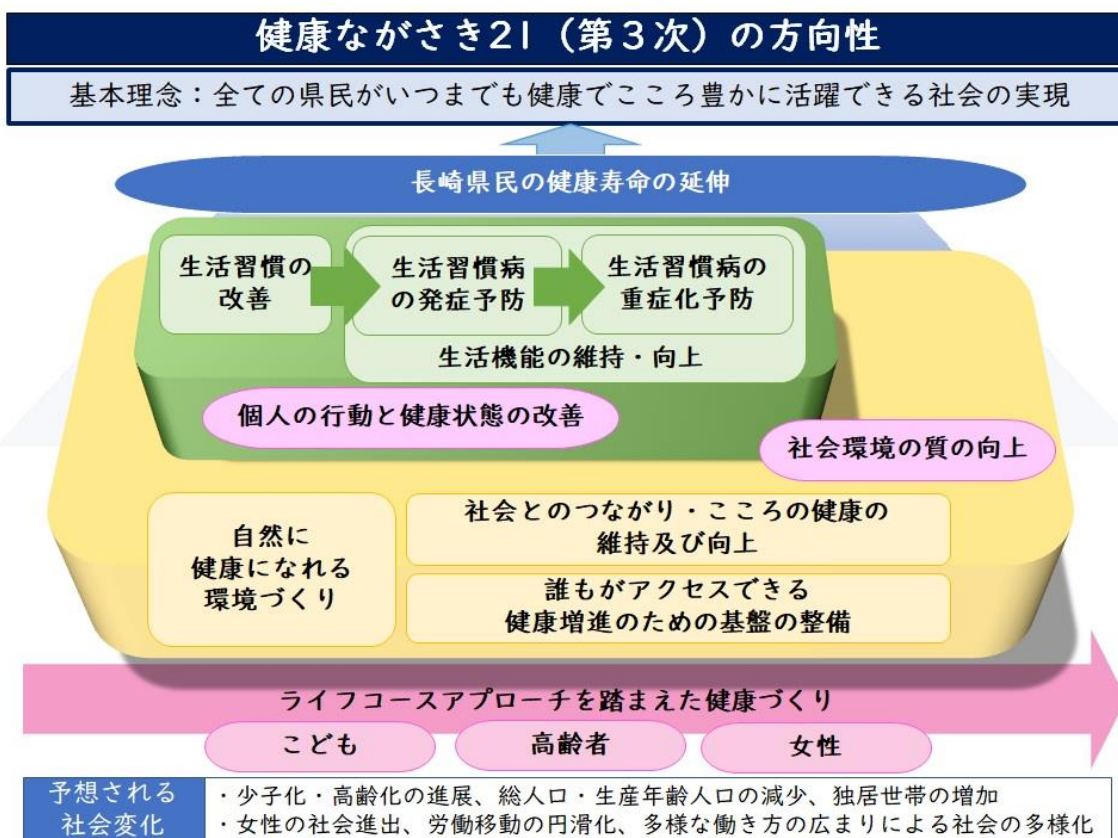 健康ながさき21（第３次）の方向性
基本理念：全ての県民がいつまでも健康でこころ豊かに活躍できる社会の実現
長崎県民の健康寿命の延伸
生活習慣の
改善
生活習慣病
の発症予防
生活習慣病の
重症化予防
生活機能の維持・向上
個人の行動と健康状態の改善
社会環境の質の向上
自然に
健康になれる
環境づくり
社会とのつながり・こころの健康の
維持及び向上
誰もがアクセスできる
健康増進のための基盤の整備
ライフコースアプローチを踏まえた健康づくり
こども
高齢者
女性
予想される
社会変化
・少子化・高齢化の進展、総人口・生産年齢人口の減少、独居世帯の増加
・女性の社会進出、労働移動の円滑化、多様な働き方の広まりによる社会の多様化